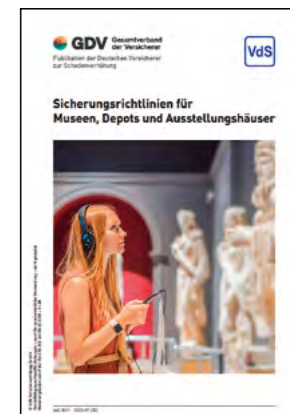 GDV Gesamtverband
der Versicherer
Publikation der Deutschen Versicherer
zur Schadenverhütung
VdS
Sicherungsrichtlinien für
Museen, Depots und Ausstellungshäuser